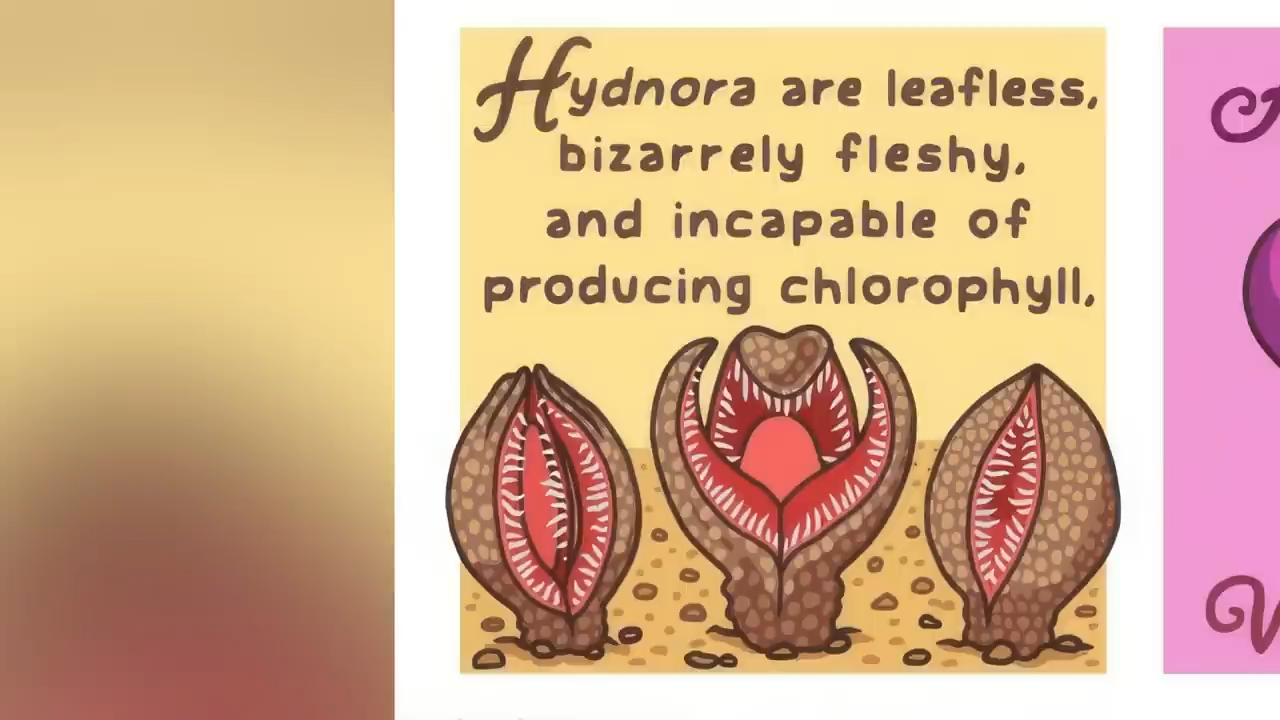 Hydnora are leafless,
bizarrely fleshy,
and incapable of
producing chlorophyll,